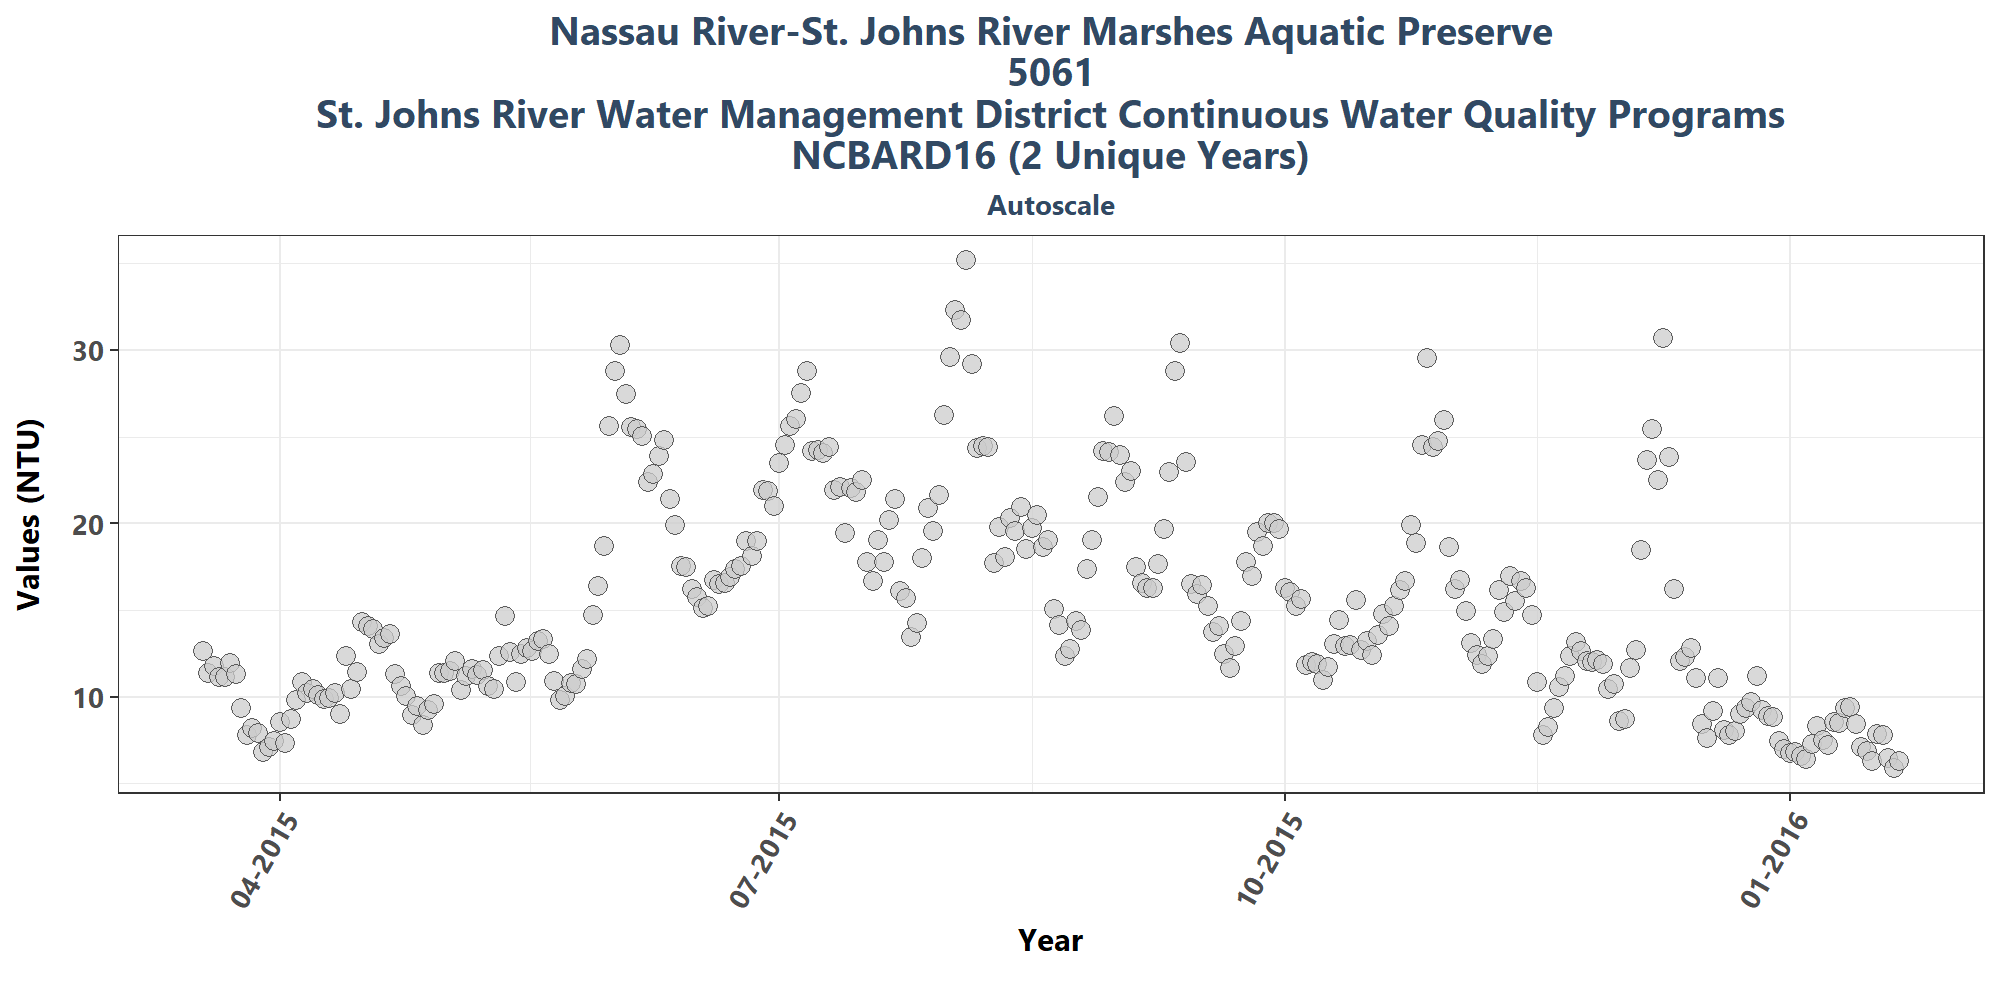 Nassau River-St. Johns River Marshes Aquatic Preserve
5061
St. Johns River Water Management District Continuous Water Quality Programs
NCBARD16 (2 Unique Years)
Autoscale
Values (NTU)
30
20
10
04-2015
07-2015
10-2015
01-2016
Year